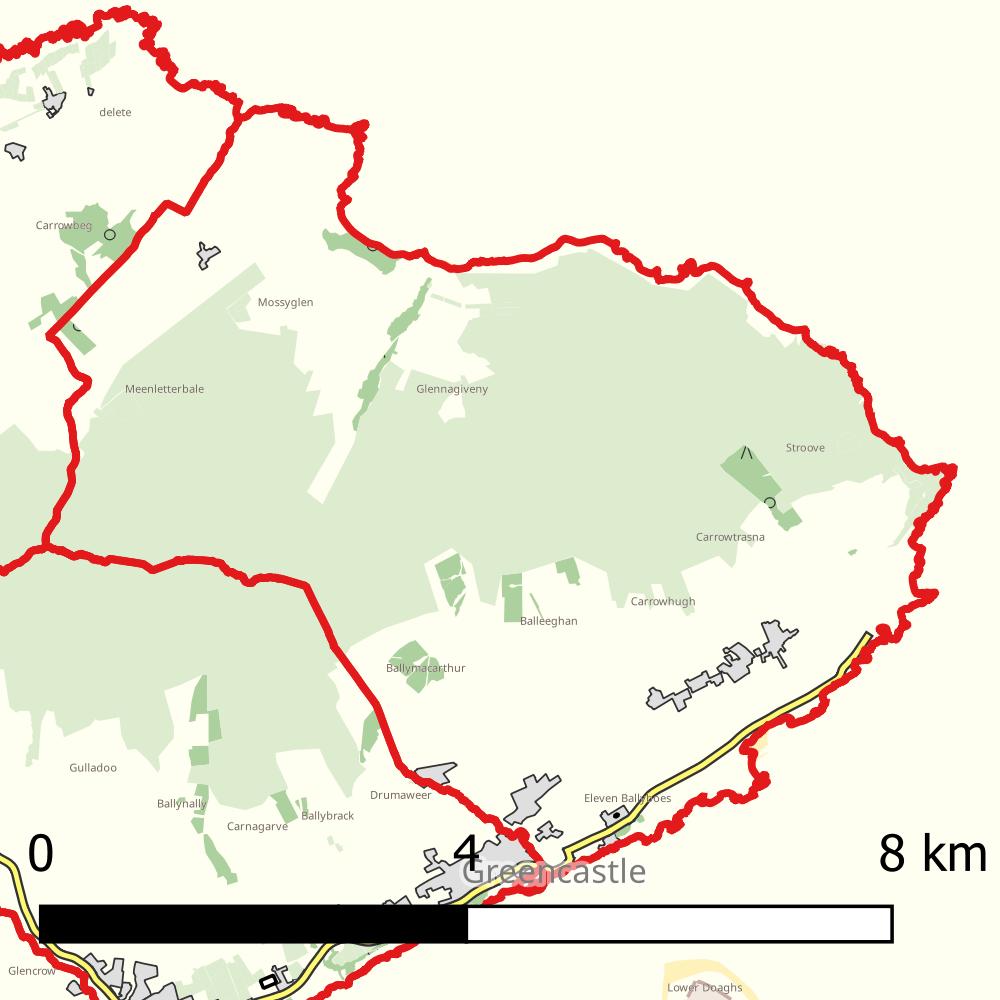 delete
Carrowbeg
Mossyglen
Meenletterbale
Glennagiveny
Stroove
Carrowtrasna
Carrowhugh
Balleeghan
Ballymacarthur
Gulladoo
Drumaweer
Ballynally
Eleven Ballyboes
Ballybrack
Carnagarve
0 4 8 km
Greencastle
Glencrow
Lower Doaghs